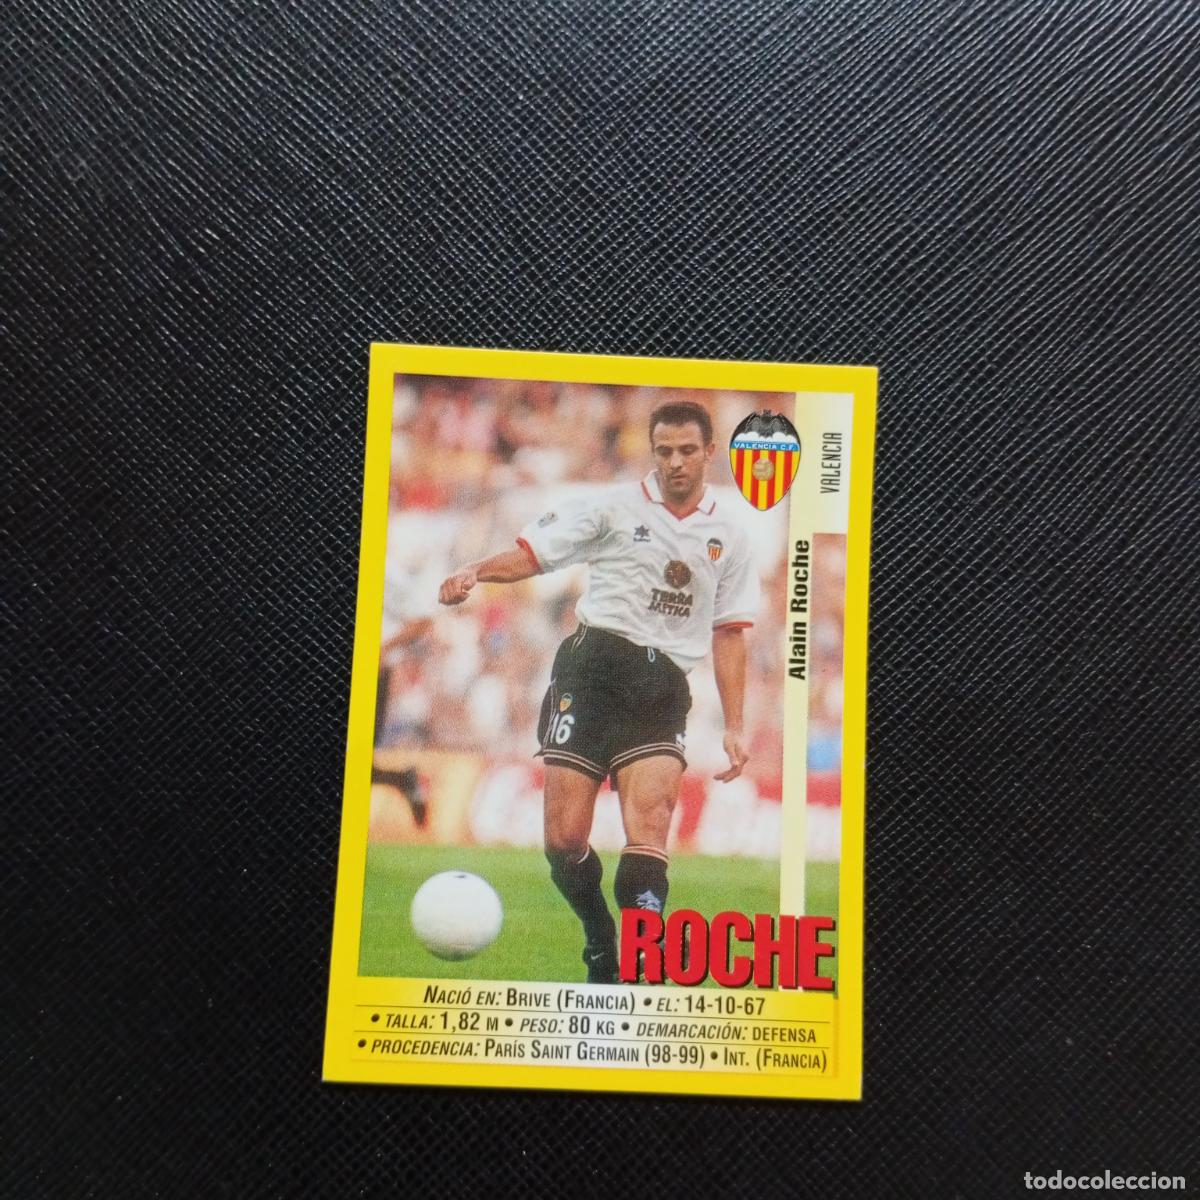 VALENCIA C.F.
VALENCIA
Alain Roche
TERRA
MÍTICA
16
ROCHE
NACIÓ EN: BRIVE (FRANCIA) • EL: 14-10-67
• TALLA: 1,82 M • PESO: 80 KG • DEMARCACIÓN: DEFENSA
• PROCEDENCIA: PARÍS SAINT GERMAIN (98-99) • INT. (FRANCIA)
todocoleccion